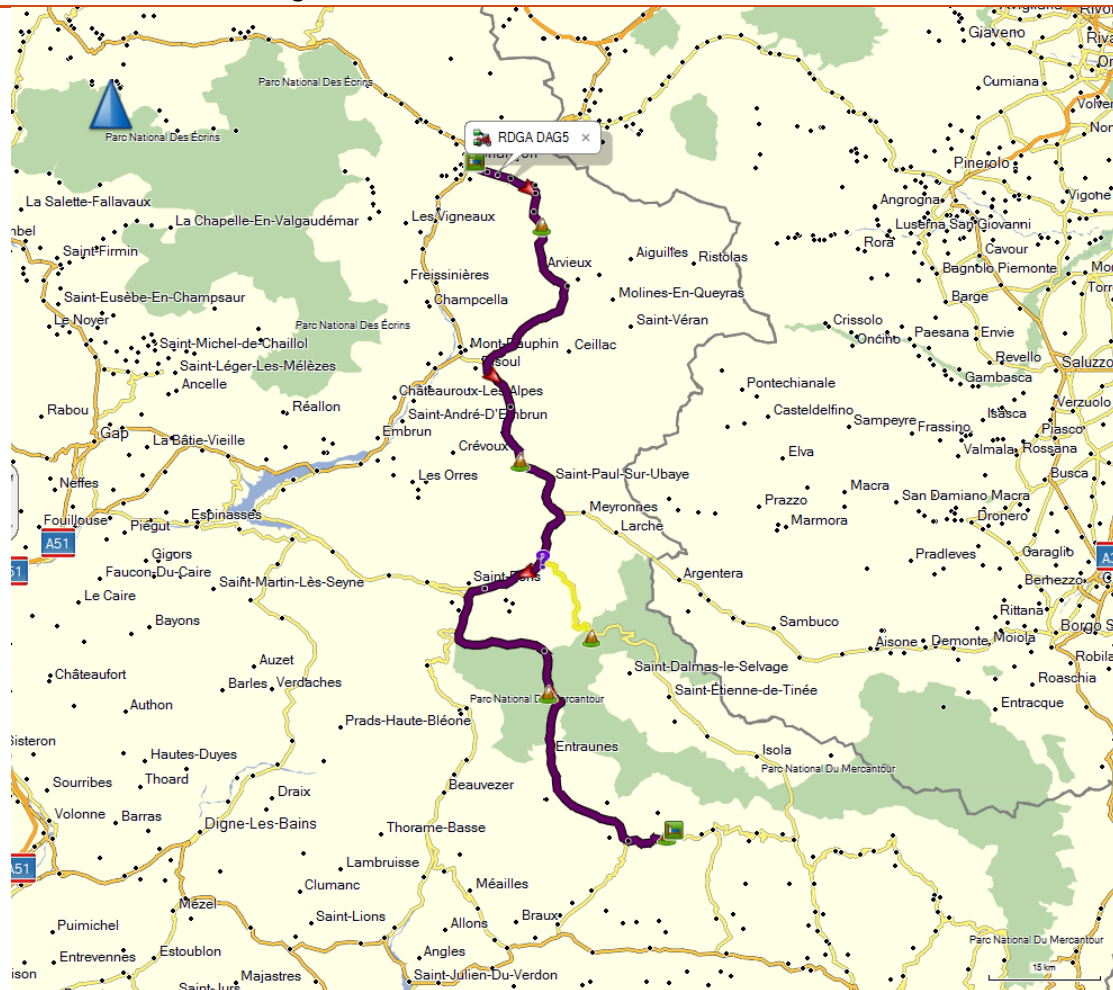 Gjaveno
Cumiana
Parc National Des Écrins
Parc National Des Écrins
RDGA DAG5
Pinerolo
Angrogna
Vigone
La Salette-Fallavaux
La Chapelle-En-Valgaudémar
Les Vigneaux
Luserna San Giovanni
Rora
Cavour
Saint-Firmin
Aiguilles
Ristolas
Arvieux
Bagnolo Piemonte
Freissinières
Molines-En-Queyras
Barge
Saint-Eusèbe-En-Champsaur
Champcella
Saint-Véran
Crissolo
Paesana
Envie
Le Noyer
Parc National Des Écrins
Oncino
Saint-Michel-de-Chaillol
Mont-Dauphin
Ceillac
Revello
Saluzzo
Saint-Léger-Les-Mélèzes
Gambasca
Ancelle
Châteauroux-Les-Alpes
Pontechianale
Verzuolo
Rabou
Réallon
Saint-André-D'Embrun
Casteldelfino
Sampeyre
Isasca
Frassino
Piasco
Gap
La Bâtie-Vieille
Embrun
Crévoux
Elva
Valmala
Rossana
Neffes
Les Orres
Saint-Paul-Sur-Ubaye
Busca
Macra
San Damiano Macra
Meyronnes
Prazzo
Fouillouse
Piégut
Espinasses
Larche
Marmora
Dronero
A51
Gigors
Pradleves
Caraglio
51
Faucon-Du-Caire
Saint-Martin-Lès-Seyne
Argentera
Bernezzo
Le Caire
Rittana
Bayons
Sambuco
Aisone
Demonte
Moiola
Borgo S
Auzet
Robila
Châteaufort
Barles
Verdaches
Saint-Dalmas-le-Selvage
Roaschia
Authon
Parc National Du Mercantour
Saint-Étienne-de-Tinée
Entracque
Prads-Haute-Bléone
Hautes-Duyes
Entraunes
Isola
Parc National Du Mercantour
Sourribes
Thoard
Draix
Beauvezer
Volonne
Barras
Digne-Les-Bains
Thorame-Basse
A51
Lambruisse
Clumanc
Méailles
Mézel
Saint-Lions
Allons
Braux
Puimichel
Entrevennes
Estoublon
Angles
Parc National Du Mercantour
Majastres
Saint-Julien-Du-Verdon
15 km